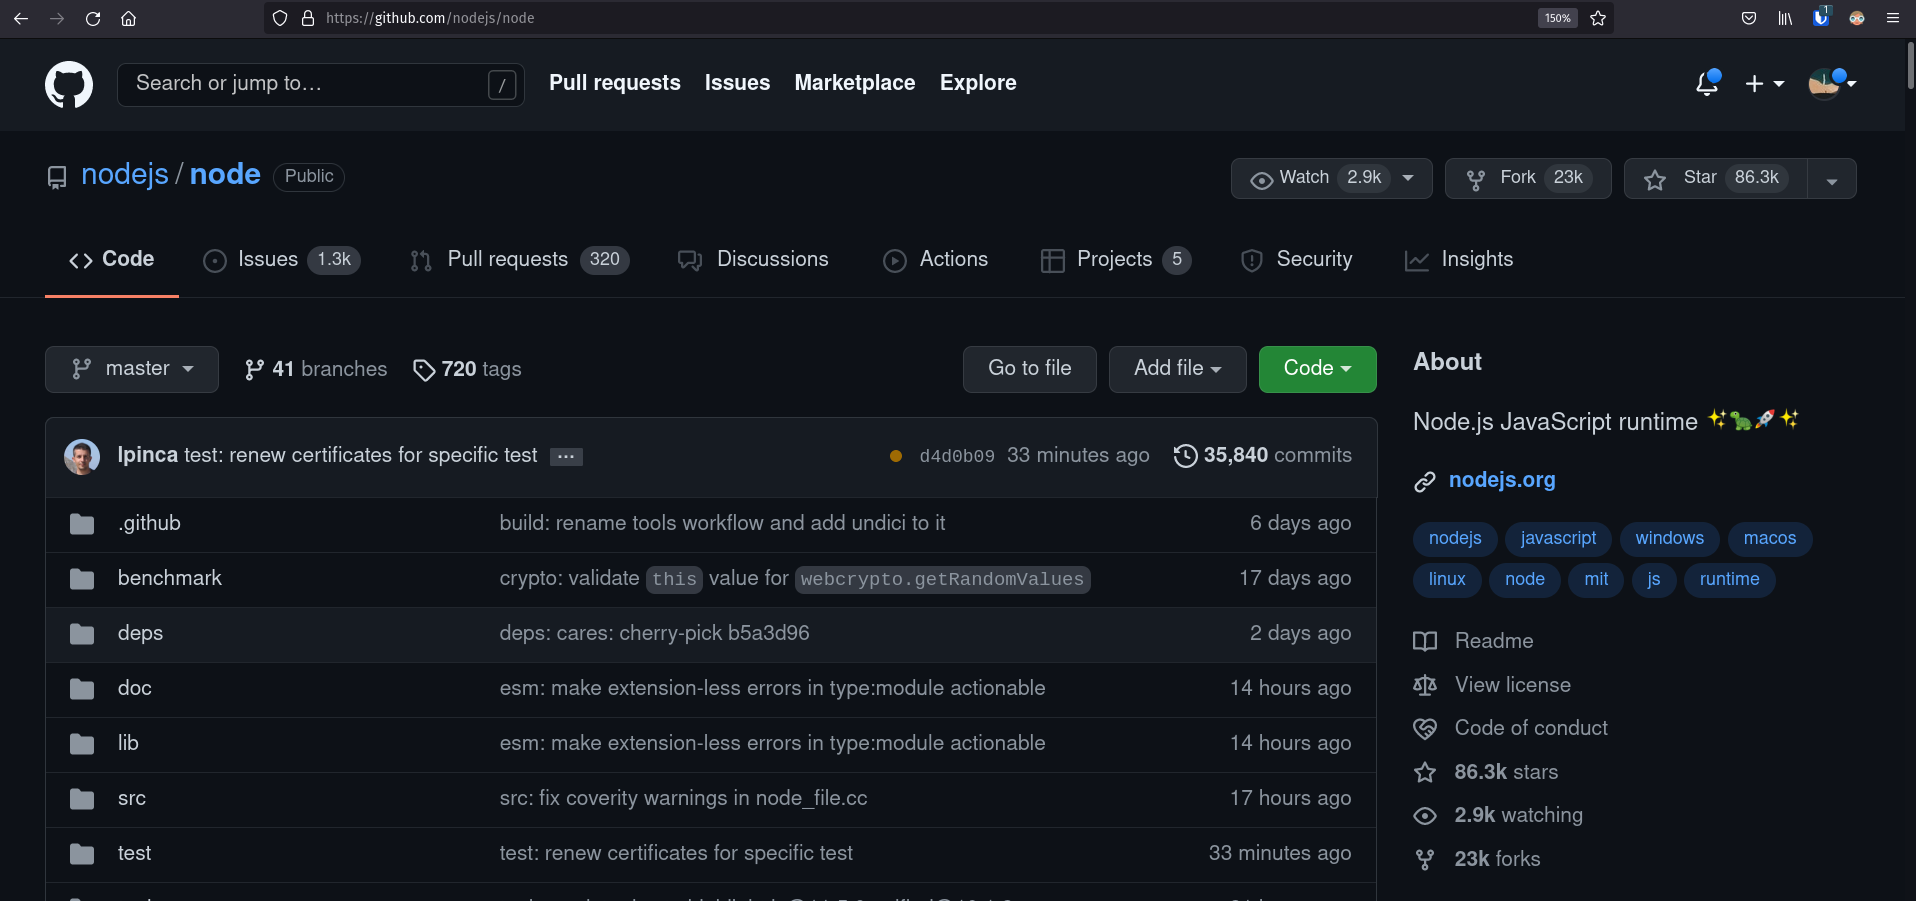 https://github.com/nodejs/node 150% 1
Search or jump to… / Pull requests Issues Marketplace Explore
nodejs / node Public Watch 2.9k Fork 23k Star 86.3k
Code Issues 1.3k Pull requests 320 Discussions Actions Projects 5 Security Insights
master 41 branches 720 tags Go to file Add file Code
lpinca test: renew certificates for specific test … d4d0b09 33 minutes ago 35,840 commits
.github build: rename tools workflow and add undici to it 6 days ago
benchmark crypto: validate this value for webcrypto.getRandomValues 17 days ago
deps deps: cares: cherry-pick b5a3d96 2 days ago
doc esm: make extension-less errors in type:module actionable 14 hours ago
lib esm: make extension-less errors in type:module actionable 14 hours ago
src src: fix coverity warnings in node_file.cc 17 hours ago
test test: renew certificates for specific test 33 minutes ago
About
Node.js JavaScript runtime ✨🐢🚀✨
nodejs.org
nodejs javascript windows macos
linux node mit js runtime
Readme
View license
Code of conduct
86.3k stars
2.9k watching
23k forks